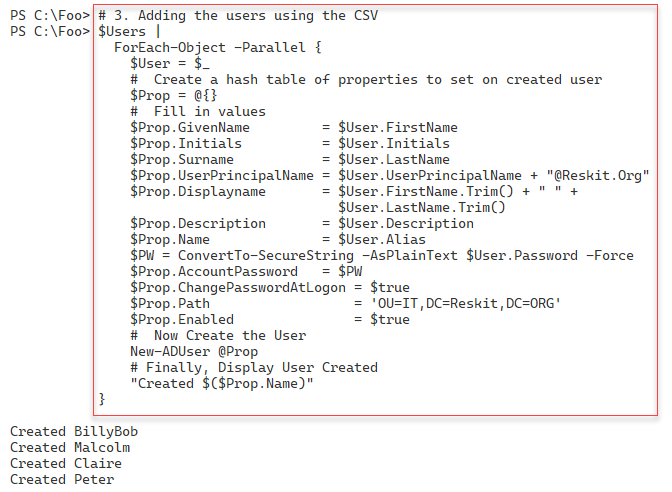 PS C:\Foo> # 3. Adding the users using the CSV
PS C:\Foo> $Users |
  ForEach-Object -Parallel {
    $User = $_
    #  Create a hash table of properties to set on created user
    $Prop = @{}
    #  Fill in values
    $Prop.GivenName         = $User.FirstName
    $Prop.Initials          = $User.Initials
    $Prop.Surname           = $User.LastName
    $Prop.UserPrincipalName = $User.UserPrincipalName + "@Reskit.Org"
    $Prop.Displayname       = $User.FirstName.Trim() + " " +
                              $User.LastName.Trim()
    $Prop.Description       = $User.Description
    $Prop.Name              = $User.Alias
    $PW = ConvertTo-SecureString -AsPlainText $User.Password -Force
    $Prop.AccountPassword   = $PW
    $Prop.ChangePasswordAtLogon = $true
    $Prop.Path                  = 'OU=IT,DC=Reskit,DC=ORG'
    $Prop.Enabled               = $true
    #  Now Create the User
    New-ADUser @Prop
    # Finally, Display User Created
    "Created $($Prop.Name)"
}
Created BillyBob
Created Malcolm
Created Claire
Created Peter